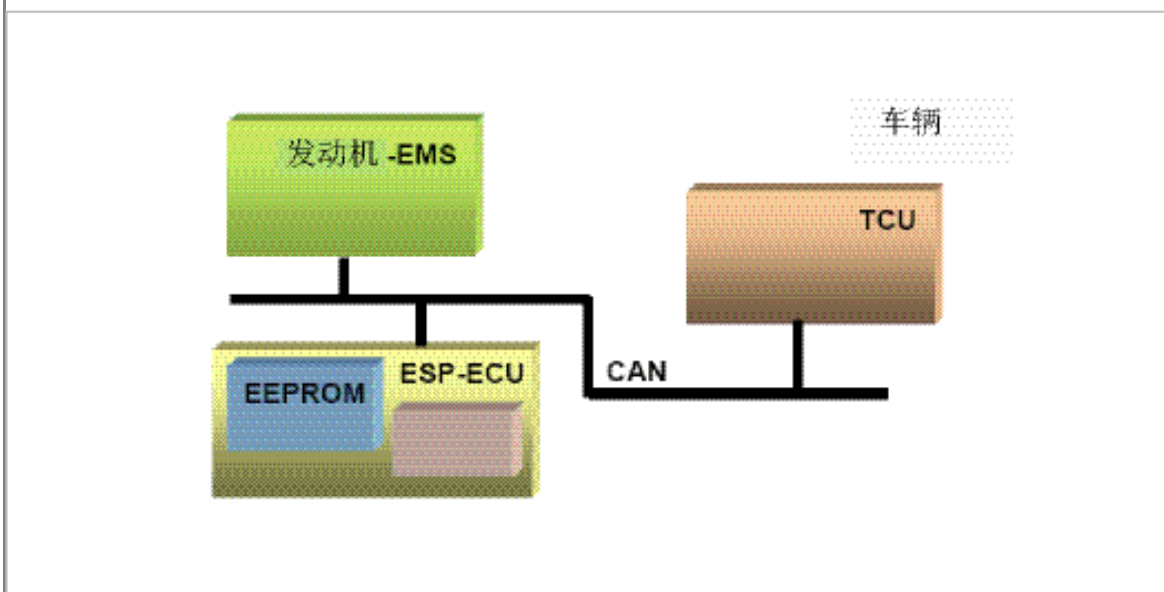 车辆
发动机 -EMS
TCU
ESP-ECU
CAN
EEPROM